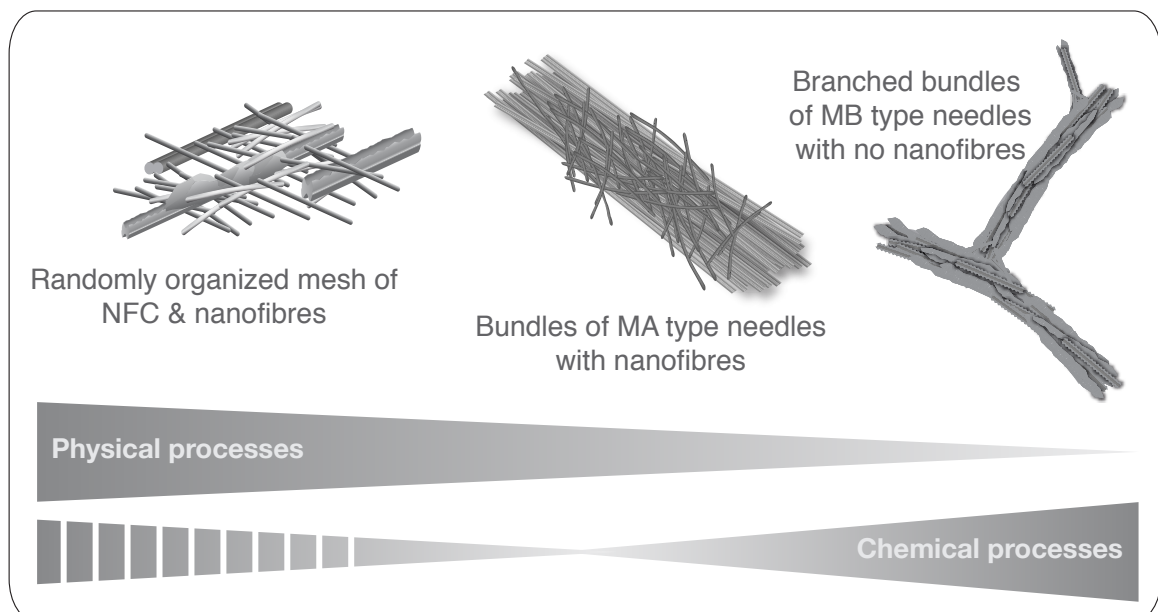 Randomly organized mesh of
NFC & nanofibres
Bundles of MA type needles
with nanofibres
Branched bundles
of MB type needles
with no nanofibres
Physical processes
Chemical processes